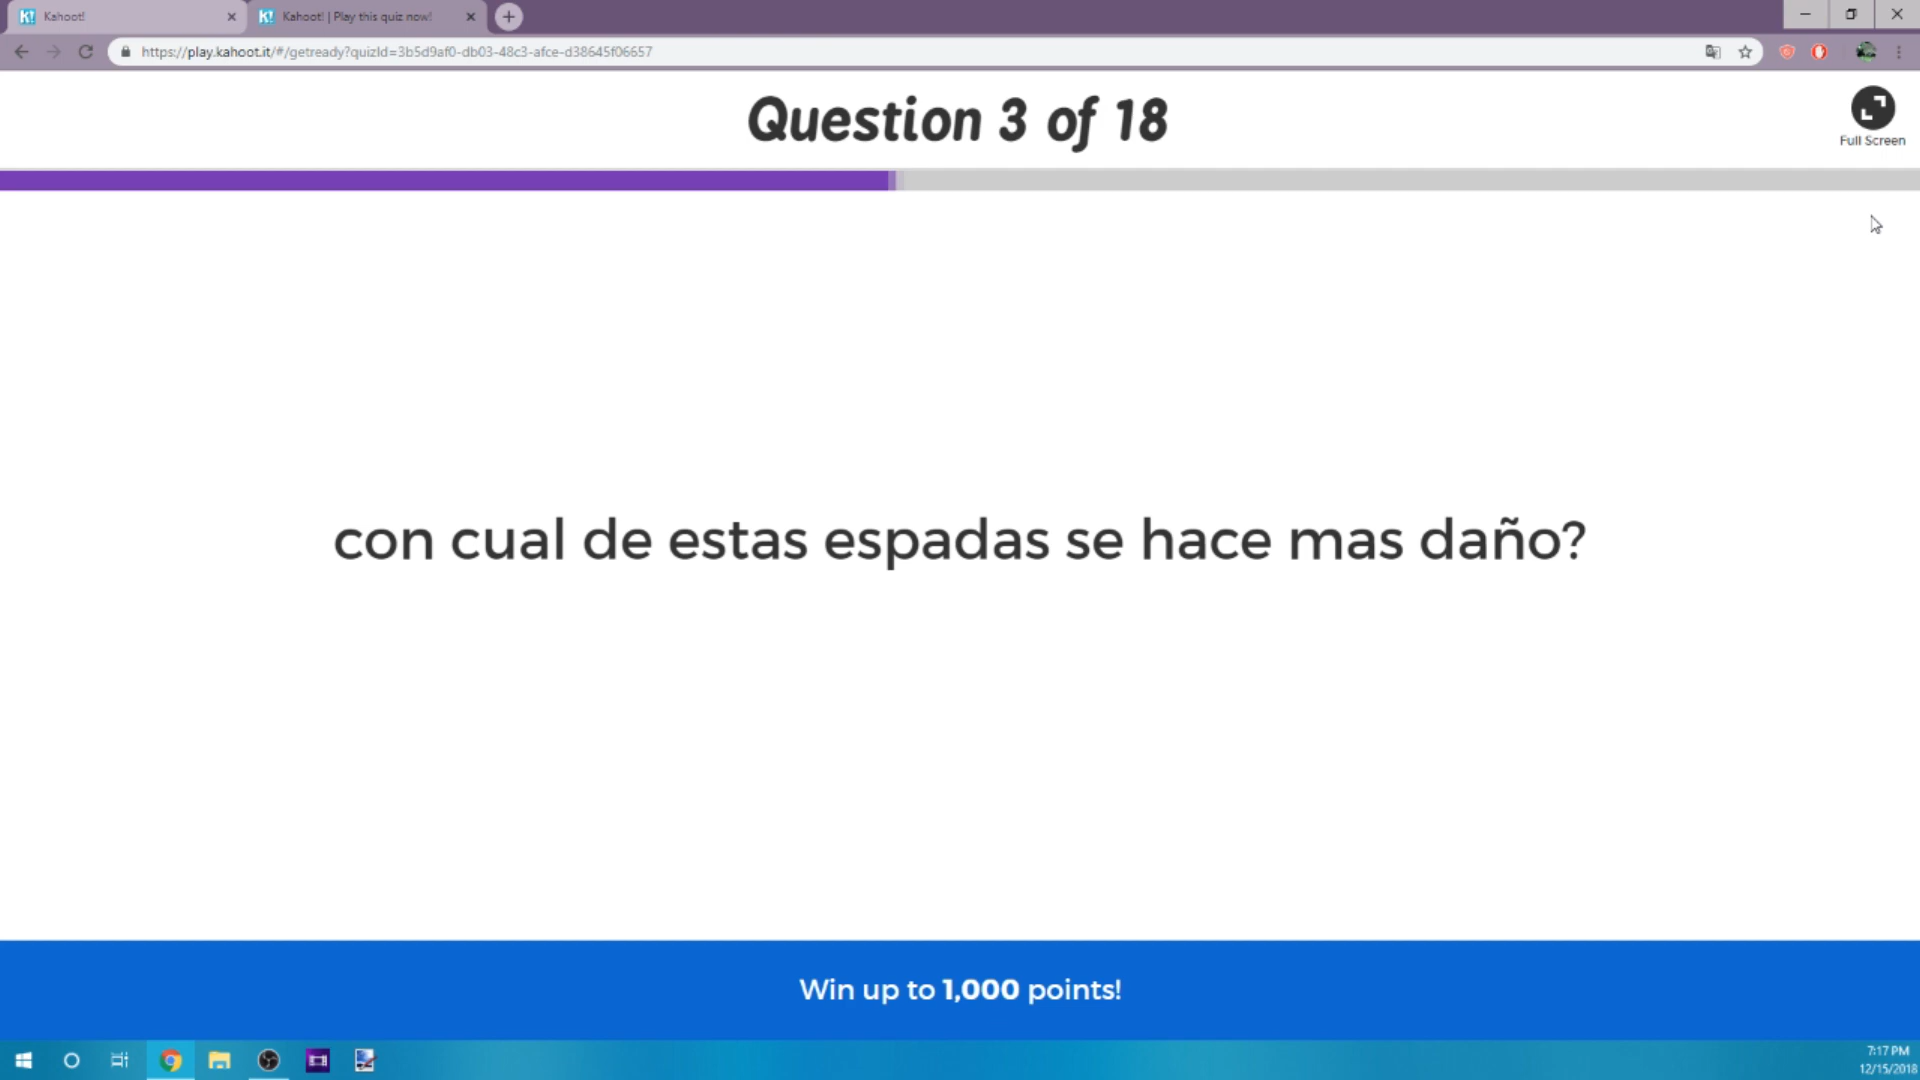 Kahoot!
Kahoot! | Play this quiz now!
https://play.kahoot.it/#/getready?quizId=3b5d9af0-db03-48c3-afce-d38645f06657
Question 3 of 18
Full Screen
con cual de estas espadas se hace mas daño?
Win up to 1,000 points!
7:17 PM
12/15/2018